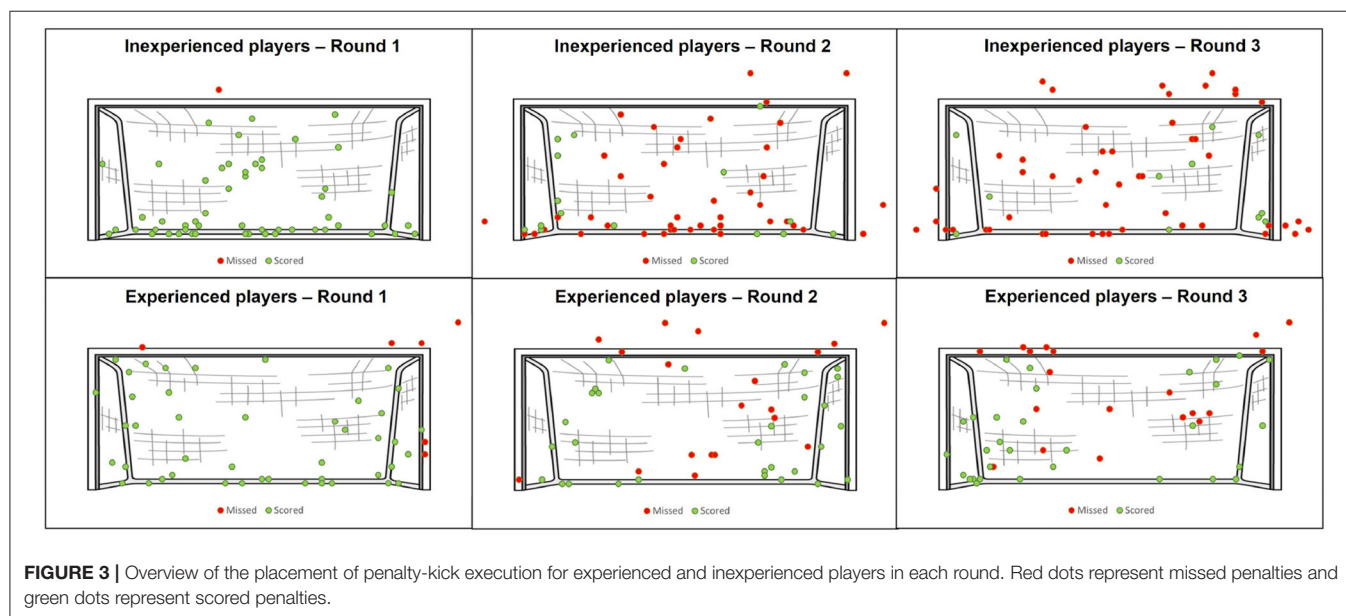 Inexperienced players – Round 1
Inexperienced players – Round 2
Inexperienced players – Round 3
Missed Scored
Missed Scored
Missed Scored
Experienced players – Round 1
Experienced players – Round 2
Experienced players – Round 3
Missed Scored
Missed Scored
Missed Scored
FIGURE 3 | Overview of the placement of penalty-kick execution for experienced and inexperienced players in each round. Red dots represent missed penalties and
green dots represent scored penalties.